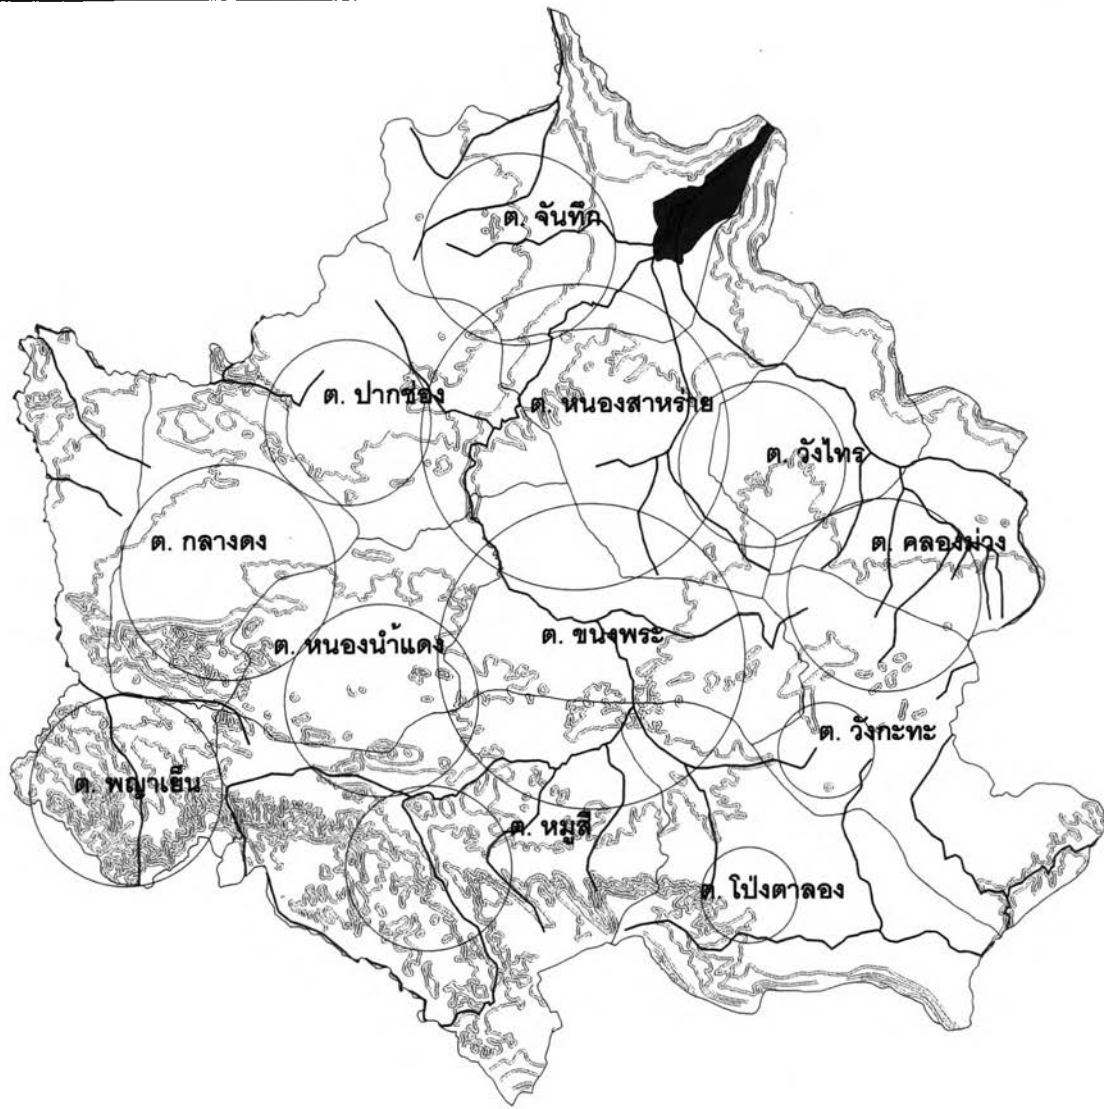 ต. จันทึก
ต. ปากช่อง
ต. หนองสาหร่าย
ต. วังไทร
ต. กลางดง
ต. คลองม่วง
ต. หนองน้ำแดง
ต. ขนงพระ
ต. วังกะทะ
ต. พญาเย็น
ต. หมูสี
ต. โป่งตาลอง